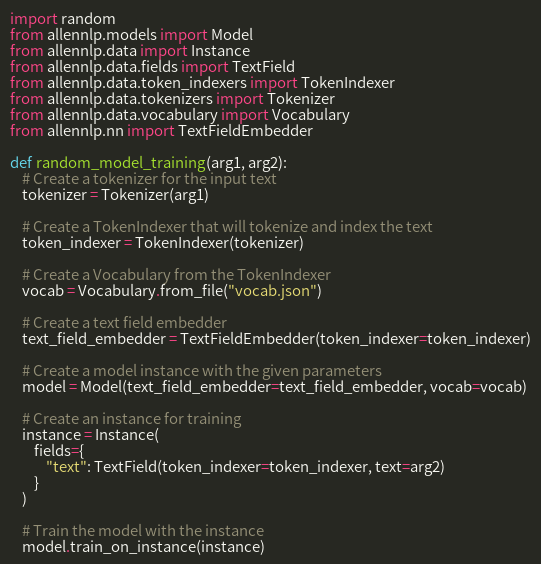 import random
from allennlp.models import Model
from allennlp.data import Instance
from allennlp.data.fields import TextField
from allennlp.data.token_indexers import TokenIndexer
from allennlp.data.tokenizers import Tokenizer
from allennlp.data.vocabulary import Vocabulary
from allennlp.nn import TextFieldEmbedder

def random_model_training(arg1, arg2):
    # Create a tokenizer for the input text
    tokenizer = Tokenizer(arg1)

    # Create a TokenIndexer that will tokenize and index the text
    token_indexer = TokenIndexer(tokenizer)

    # Create a Vocabulary from the TokenIndexer
    vocab = Vocabulary.from_file("vocab.json")

    # Create a text field embedder
    text_field_embedder = TextFieldEmbedder(token_indexer=token_indexer)

    # Create a model instance with the given parameters
    model = Model(text_field_embedder=text_field_embedder, vocab=vocab)

    # Create an instance for training
    instance = Instance(
        fields={
            "text": TextField(token_indexer=token_indexer, text=arg2)
        }
    )

    # Train the model with the instance
    model.train_on_instance(instance)